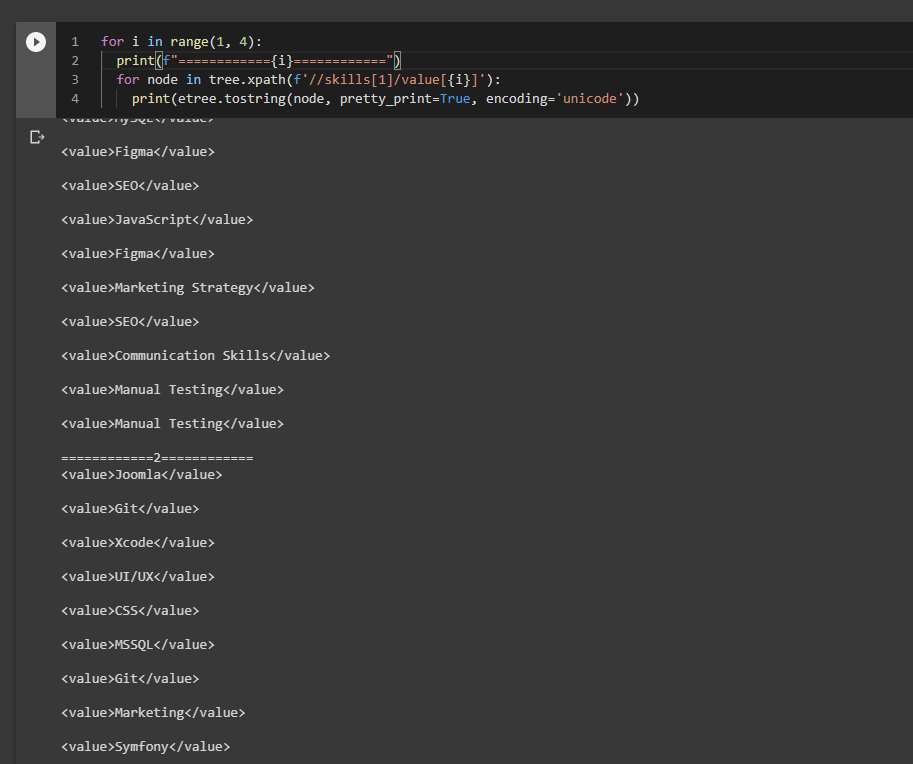 1 for i in range(1, 4):
2 print(f"============{i}============")
3 for node in tree.xpath(f'//skills[1]/value[{i}]'):
4 print(etree.tostring(node, pretty_print=True, encoding='unicode'))
<value>MySQL</value>
<value>Figma</value>
<value>SEO</value>
<value>JavaScript</value>
<value>Figma</value>
<value>Marketing Strategy</value>
<value>SEO</value>
<value>Communication Skills</value>
<value>Manual Testing</value>
<value>Manual Testing</value>
============2============
<value>Joomla</value>
<value>Git</value>
<value>Xcode</value>
<value>UI/UX</value>
<value>CSS</value>
<value>MSSQL</value>
<value>Git</value>
<value>Marketing</value>
<value>Symfony</value>